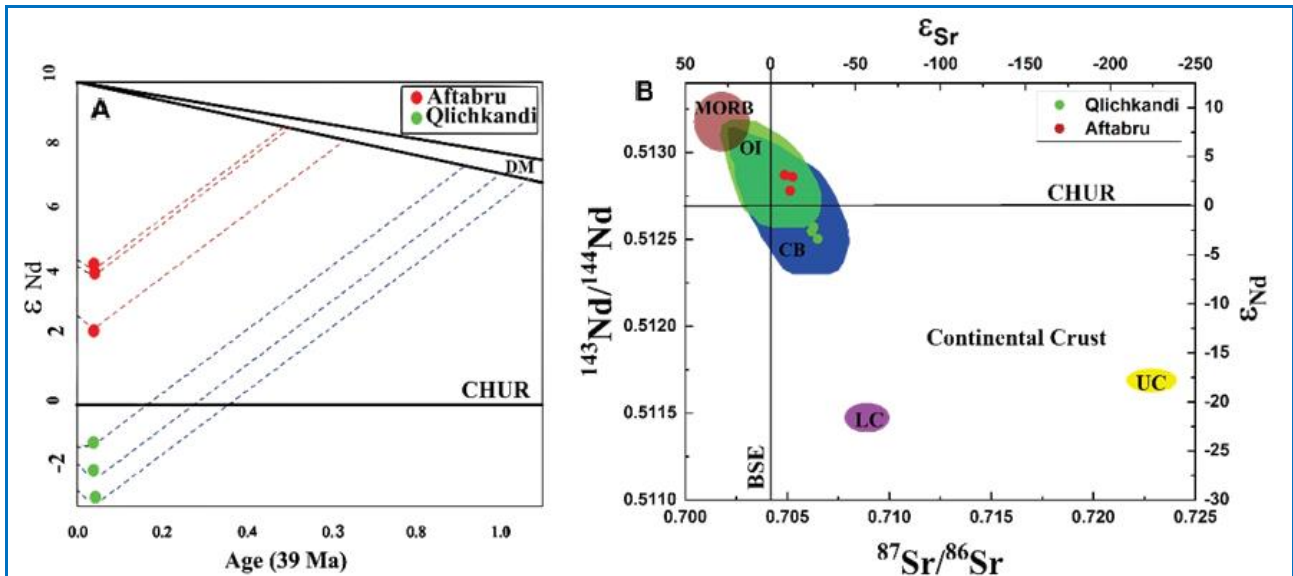 A
Aftabru
Qlichkandi
DM
CHUR
10
8
6
4
2
0
-2
ε Nd
0.0 0.2 0.4 0.3 0.2 1.0
Age (39 Ma)
εSr
50 0 -50 -100 -150 -200 -250
B
MORB
OI
CB
Qlichkandi
Aftabru
CHUR
Continental Crust
UC
LC
BSE
0.5130
0.5125
0.5120
0.5115
0.5110
143Nd/144Nd
10
5
0
-5
-10
-15
-20
-25
-30
εNd
0.700 0.705 0.710 0.715 0.720 0.725
87Sr/86Sr